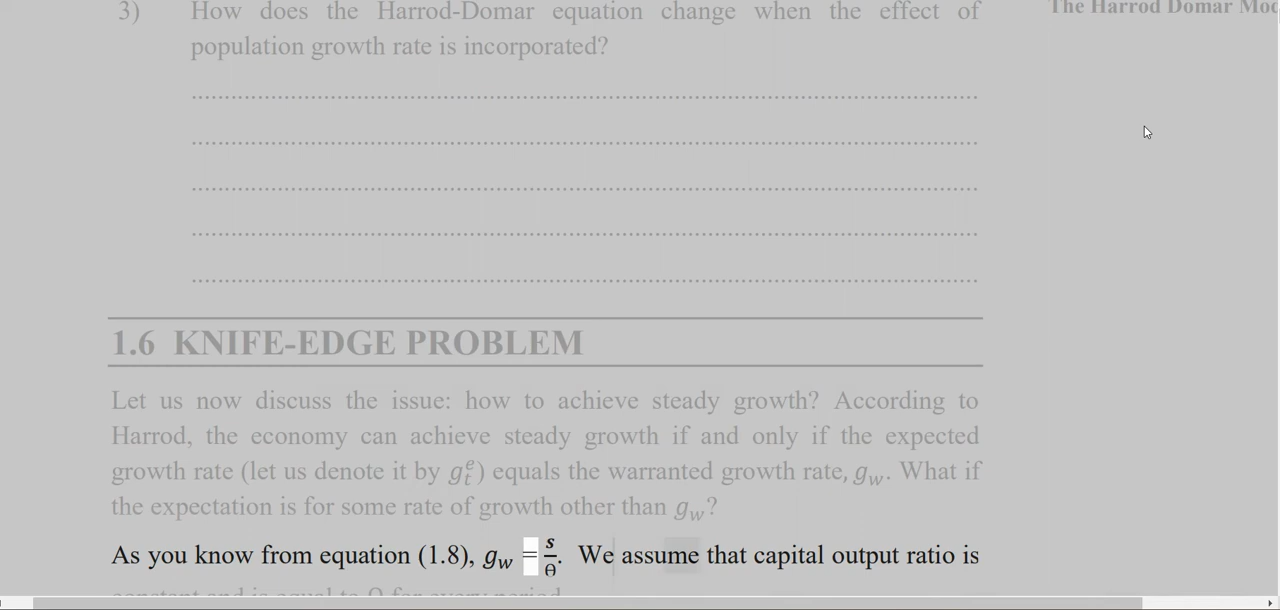 3) How does the Harrod-Domar equation change when the effect of
population growth rate is incorporated?
The Harrod Domar
1.6 KNIFE-EDGE PROBLEM
Let us now discuss the issue: how to achieve steady growth? According to
Harrod, the economy can achieve steady growth if and only if the expected
growth rate (let us denote it by gₜᵉ) equals the warranted growth rate, g_w. What if
the expectation is for some rate of growth other than g_w?
As you know from equation (1.8), g_w = s/θ. We assume that capital output ratio is